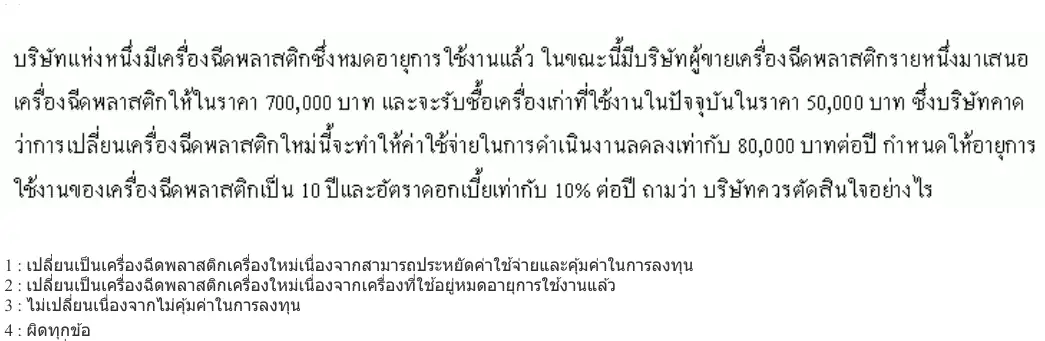 บริษัทแห่งหนึ่งมีเครื่องฉีดพลาสติกซึ่งหมดอายุการใช้งานแล้ว ในขณะนี้มีบริษัทผู้ขายเครื่องฉีดพลาสติกรายหนึ่งมาเสนอ
เครื่องฉีดพลาสติกให้ในราคา 700,000 บาท และจะรับซื้อเครื่องเก่าที่ใช้งานในปัจจุบันในราคา 50,000 บาท ซึ่งบริษัทคาด
ว่าการเปลี่ยนเครื่องฉีดพลาสติกใหม่นี้จะทำให้ค่าใช้จ่ายในการดำเนินงานลดลงเท่ากับ 80,000 บาทต่อปี กำหนดให้อายุการ
ใช้งานของเครื่องฉีดพลาสติกเป็น 10 ปีและอัตราดอกเบี้ยเท่ากับ 10% ต่อปี ถามว่า บริษัทควรตัดสินใจอย่างไร
1 : เปลี่ยนเป็นเครื่องฉีดพลาสติกเครื่องใหม่เนื่องจากสามารถประหยัดค่าใช้จ่ายและคุ้มค่าในการลงทุน
2 : เปลี่ยนเป็นเครื่องฉีดพลาสติกเครื่องใหม่เนื่องจากเครื่องที่ใช้อยู่หมดอายุการใช้งานแล้ว
3 : ไม่เปลี่ยนเนื่องจากไม่คุ้มค่าในการลงทุน
4 : ผิดทุกข้อ